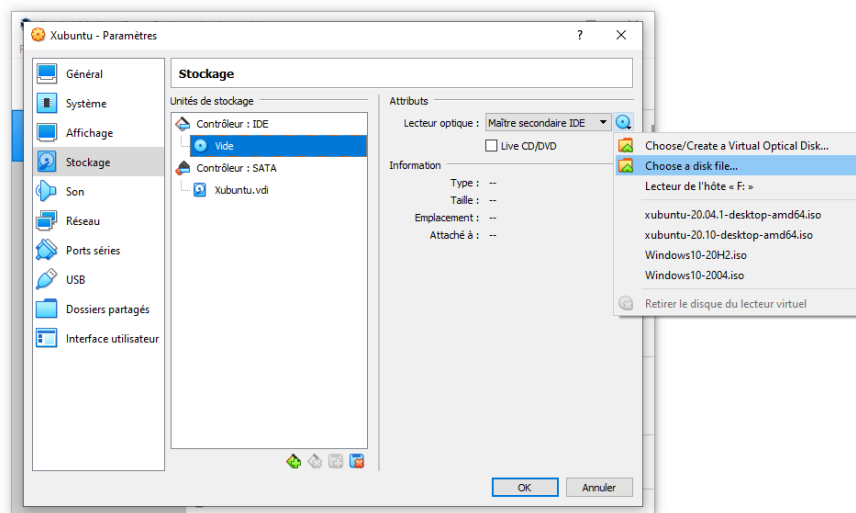 Xubuntu - Paramètres
?
Général
Système
Affichage
Stockage
Son
Réseau
Ports séries
USB
Dossiers partagés
Interface utilisateur
Stockage
Unités de stockage
Contrôleur : IDE
Vide
Contrôleur : SATA
Xubuntu.vdi
Attributs
Lecteur optique : Maître secondaire IDE
Live CD/DVD
Information
Type : --
Taille : --
Emplacement : --
Attaché à : --
Choose/Create a Virtual Optical Disk...
Choose a disk file...
Lecteur de l'hôte « F: »
xubuntu-20.04.1-desktop-amd64.iso
xubuntu-20.10-desktop-amd64.iso
Windows10-20H2.iso
Windows10-2004.iso
Retirer le disque du lecteur virtuel
OK
Annuler